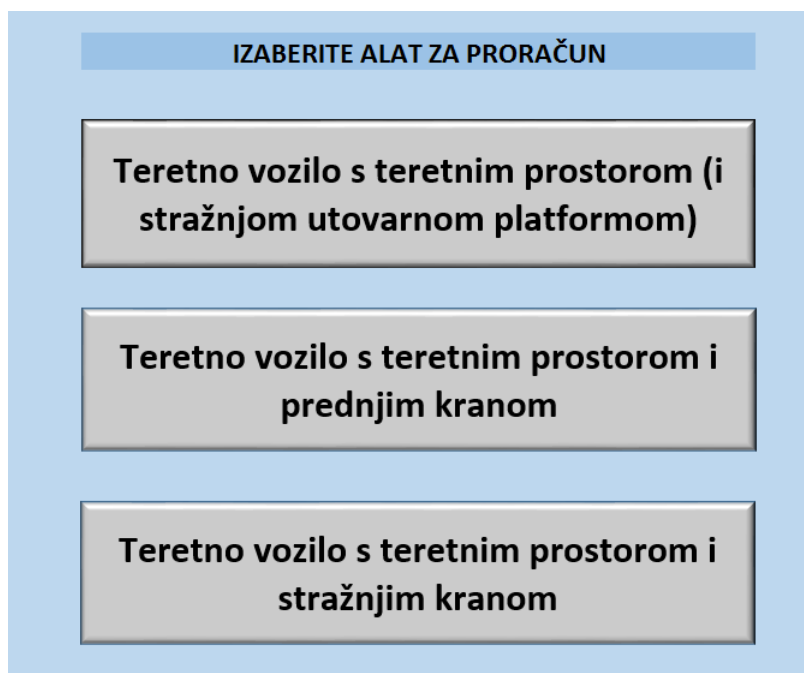 IZABERITE ALAT ZA PRORAČUN
Teretno vozilo s teretnim prostorom (i
stražnjom utovarnom platformom)
Teretno vozilo s teretnim prostorom i
prednjim kranom
Teretno vozilo s teretnim prostorom i
stražnjim kranom